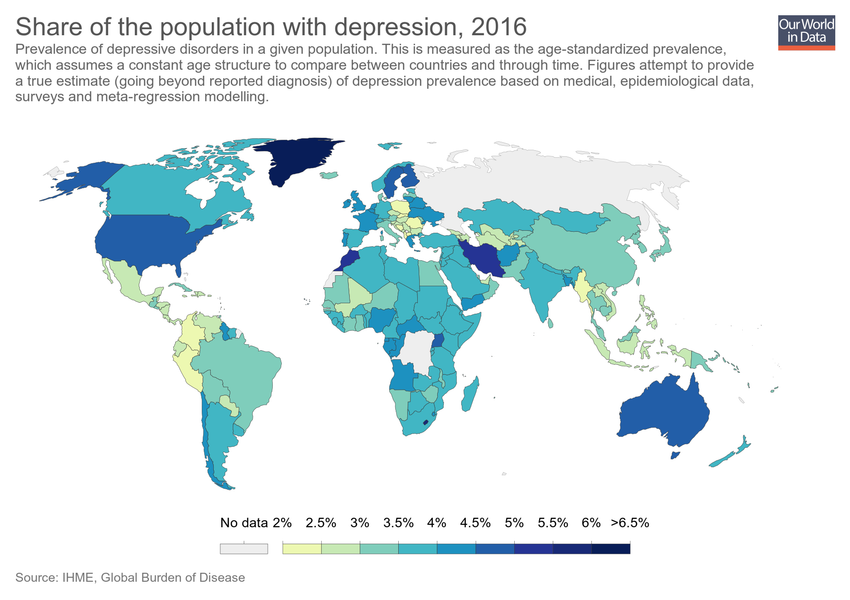 Share of the population with depression, 2016
Our World
in Data
Prevalence of depressive disorders in a given population. This is measured as the age-standardized prevalence,
which assumes a constant age structure to compare between countries and through time. Figures attempt to provide
a true estimate (going beyond reported diagnosis) of depression prevalence based on medical, epidemiological data,
surveys and meta-regression modelling.
No data 2% 2.5% 3% 3.5% 4% 4.5% 5% 5.5% 6% >6.5%
Source: IHME, Global Burden of Disease